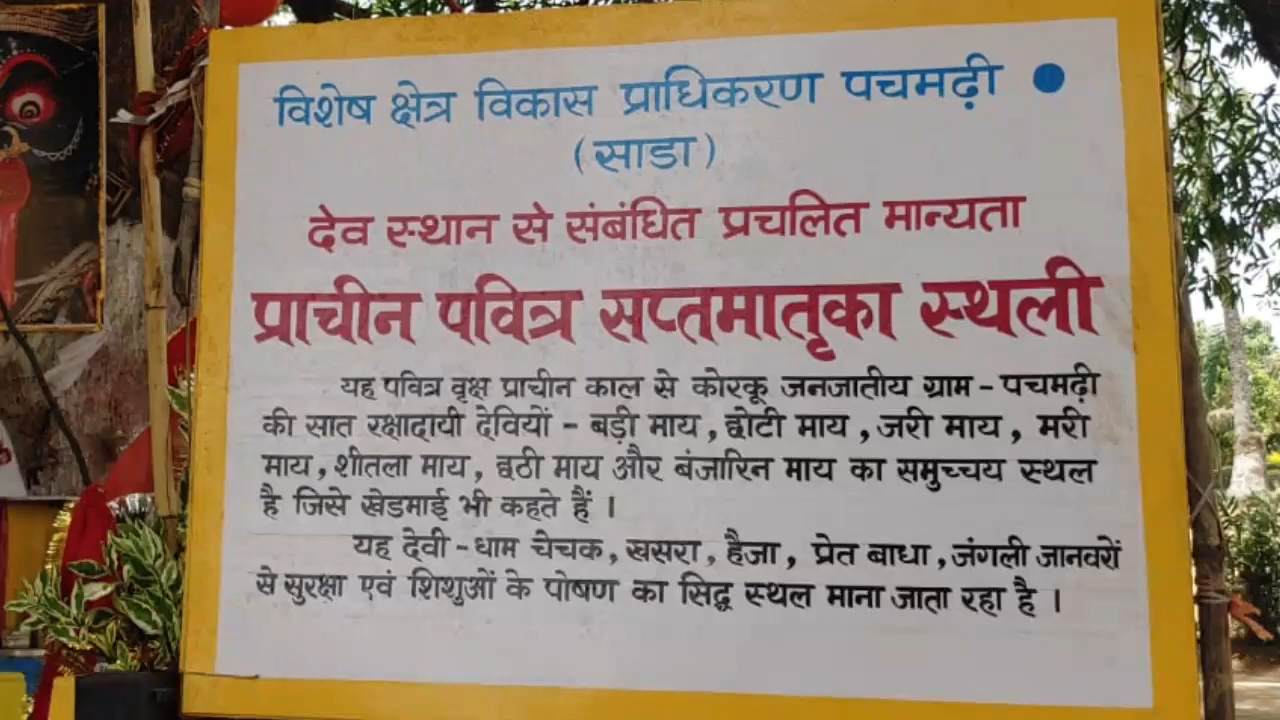 विशेष क्षेत्र विकास प्राधिकरण पचमढ़ी
(साडा)
देव स्थान से संबंधित प्रचलित मान्यता
प्राचीन पवित्र सप्तमातृका स्थली
यह पवित्र वृक्ष प्राचीन काल से कोरकू जनजातीय ग्राम - पचमढ़ी
की सात रक्षादायी देवियों - बड़ी माय, छोटी माय, जरी माय, मरी
माय, शीतला माय, छठी माय और बंजारिन माय का समुच्चय स्थल
है जिसे खेडमाई भी कहते हैं ।
यह देवी - धाम चेचक, खसरा, हैजा, प्रेत बाधा, जंगली जानवरों
से सुरक्षा एवं शिशुओं के पोषण का सिद्ध स्थल माना जाता रहा है ।